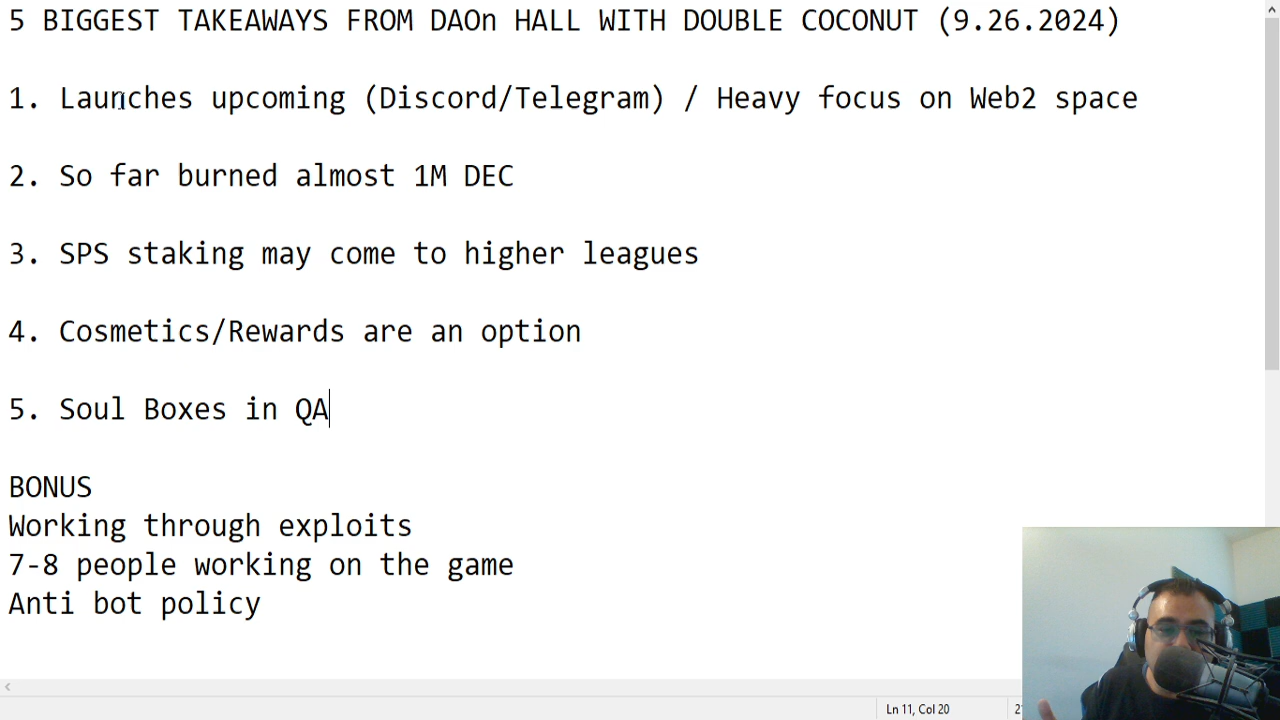 5 BIGGEST TAKEAWAYS FROM DAOn HALL WITH DOUBLE COCONUT (9.26.2024)
1. Launches upcoming (Discord/Telegram) / Heavy focus on Web2 space
2. So far burned almost 1M DEC
3. SPS staking may come to higher leagues
4. Cosmetics/Rewards are an option
5. Soul Boxes in QA
BONUS
Working through exploits
7-8 people working on the game
Anti bot policy
Ln 11, Col 20